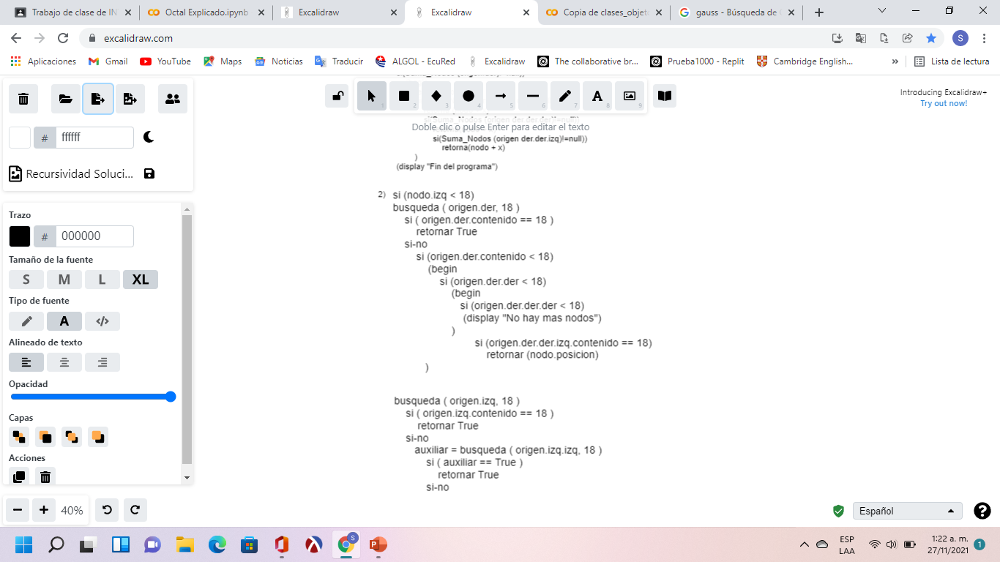 Trabajo de clase de IN
Octal Explicado.ipynb
Excalidraw
Excalidraw
Copia de clases_objet
gauss - Búsqueda de
excalidraw.com
S
Aplicaciones
Gmail
YouTube
Maps
Noticias
Traducir
ALGOL - EcuRed
Excalidraw
The collaborative br...
Prueba1000 - Replit
Cambridge English...
»
Lista de lectura
1
2
3
4
5
6
7
A
8
9
Introducing Excalidraw+
Try out now!
# ffffff
Recursividad Soluci...
Trazo
# 000000
Tamaño de la fuente
S M L XL
Tipo de fuente
A </>
Alineado de texto
Opacidad
Capas
Acciones
si(Suma_Nodos (origen der.der.der)!=null))
Doble clic o pulse Enter para editar el texto
si(Suma_Nodos (origen der.der.izq)!=null))
retorna(nodo + x)
)
(display "Fin del programa")
2) si (nodo.izq < 18)
busqueda ( origen.der, 18 )
si ( origen.der.contenido == 18 )
retornar True
si-no
si (origen.der.contenido < 18)
(begin
si (origen.der.der < 18)
(begin
si (origen.der.der.der < 18)
(display "No hay mas nodos")
)
si (origen.der.der.izq.contenido == 18)
retornar (nodo.posicion)
)
busqueda ( origen.izq, 18 )
si ( origen.izq.contenido == 18 )
retornar True
si-no
auxiliar = busqueda ( origen.izq.izq, 18 )
si ( auxiliar == True )
retornar True
si-no
40%
Español
?
S
ESP
LAA
1:22 a. m.
27/11/2021
1